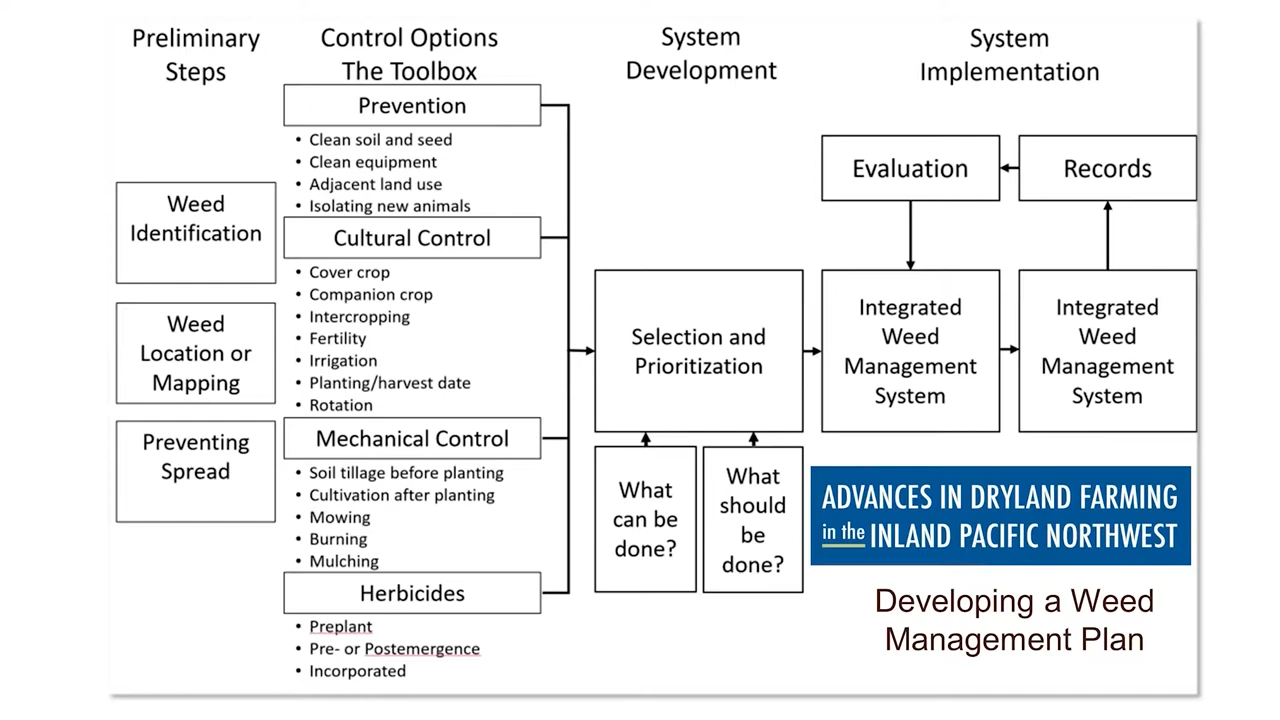 Preliminary
Steps
Weed
Identification
Weed
Location or
Mapping
Preventing
Spread
Control Options
The Toolbox
Prevention
• Clean soil and seed
• Clean equipment
• Adjacent land use
• Isolating new animals
Cultural Control
• Cover crop
• Companion crop
• Intercropping
• Fertility
• Irrigation
• Planting/harvest date
• Rotation
Mechanical Control
• Soil tillage before planting
• Cultivation after planting
• Mowing
• Burning
• Mulching
Herbicides
• Preplant
• Pre- or Postemergence
• Incorporated
System
Development
Selection and
Prioritization
What
can be
done?
What
should
be
done?
System
Implementation
Evaluation
Records
Integrated
Weed
Management
System
Integrated
Weed
Management
System
ADVANCES IN DRYLAND FARMING
in the INLAND PACIFIC NORTHWEST
Developing a Weed
Management Plan